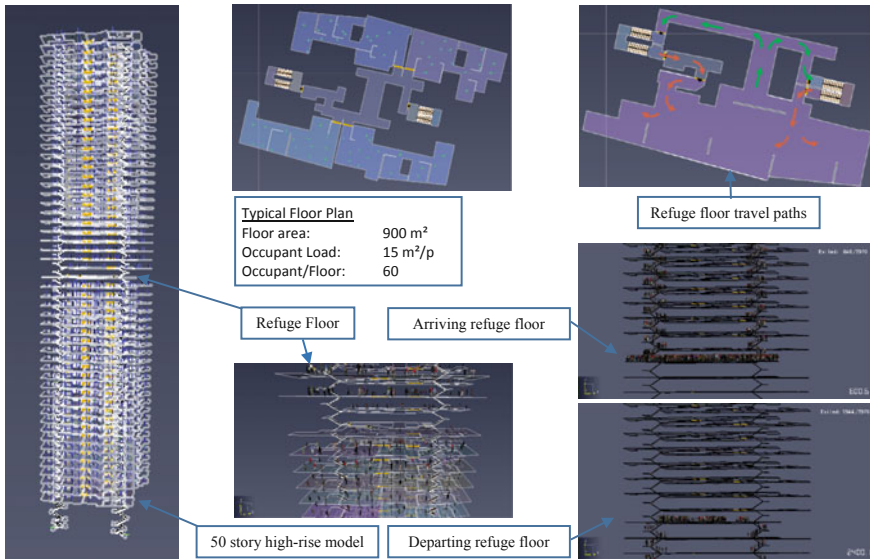 Typical Floor Plan
Floor area: 900 m²
Occupant Load: 15 m²/p
Occupant/Floor: 60
Refuge floor travel paths
Refuge Floor
Arriving refuge floor
50 story high-rise model
Departing refuge floor